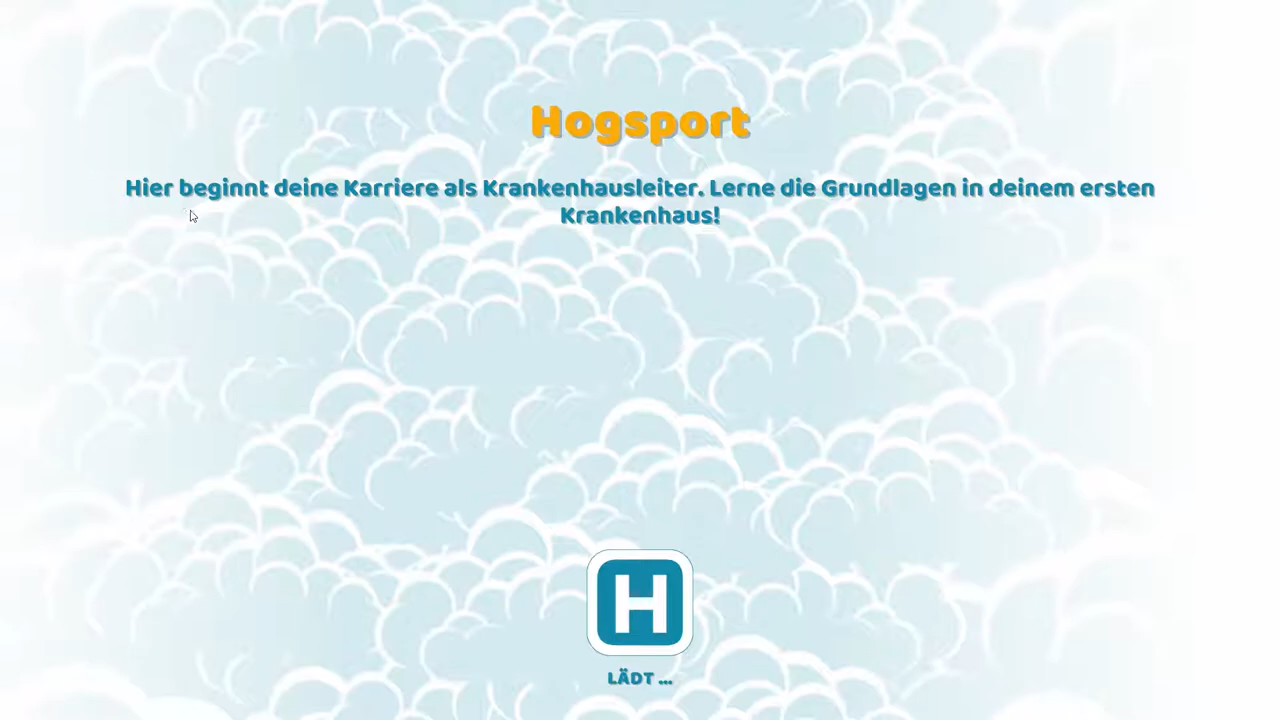 Hogsport
Hier beginnt deine Karriere als Krankenhausleiter. Lerne die Grundlagen in deinem ersten
Krankenhaus!
H
LÄDT ...